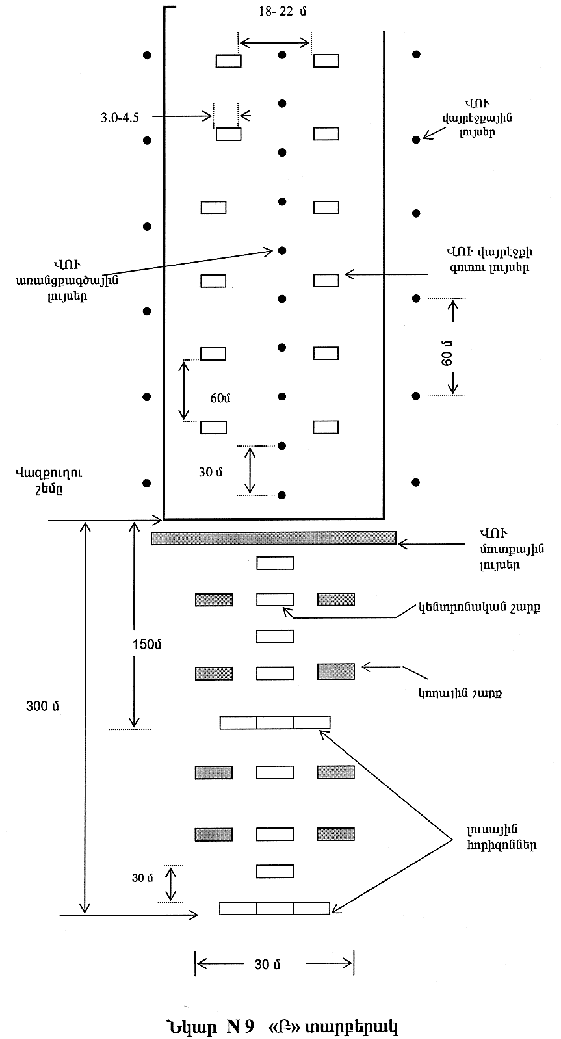 18- 22 մ
3.0-4.5
ՎՈՒ
վայրէջքային
լույսեր
ՎՈՒ
առանցքագծային
լույսեր
ՎՈՒ վայրէջքի
գոտու լույսեր
60 մ
60մ
30 մ
Վազքուղու
շեմը
ՎՈՒ
մուտքային
լույսեր
կենտրոնական շարք
150մ
կողային շարք
300 մ
լուսային
հորիզոններ
30 մ
30 մ
Նկար N 9 «Բ» տարբերակ